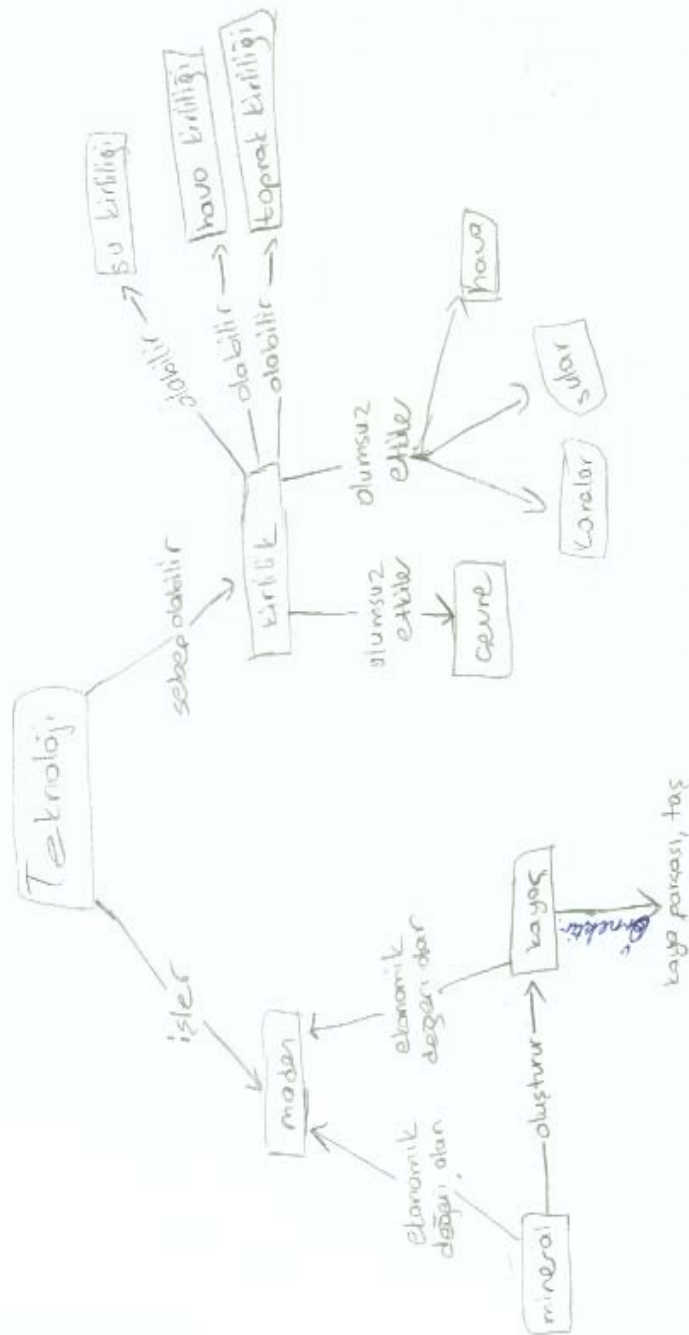 Teknoloji
işler
sebep olabilir
maden
kirlilik
olabilir
su kirliliği
olabilir
hava kirliliği
olabilir
toprak kirliliği
ekonomik
değeri olan
ekonomik
değeri olan
olumsuz
etkiler
olumsuz
etkiler
mineral
oluşturur
kayaç
çevre
karalar
sular
hava
örnektir
kaya parçası, taş